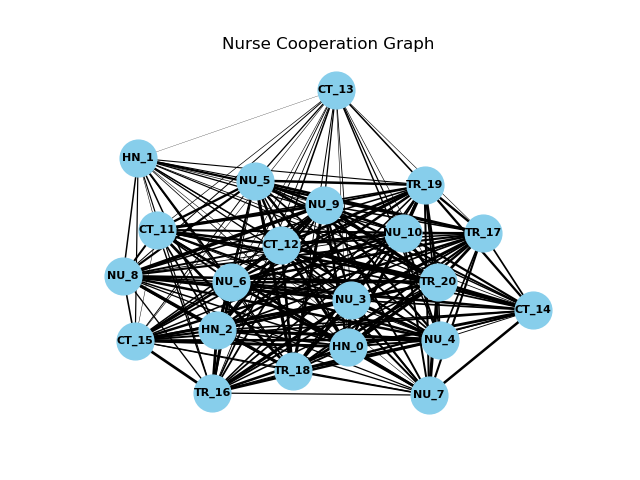 Nurse Cooperation Graph
CT_13
HN_1
NU_5
TR_19
NU_9
CT_11
NU_10
TR_17
CT_12
NU_8
NU_6
TR_20
NU_3
CT_14
HN_2
CT_15
HN_0
NU_4
TR_18
TR_16
NU_7